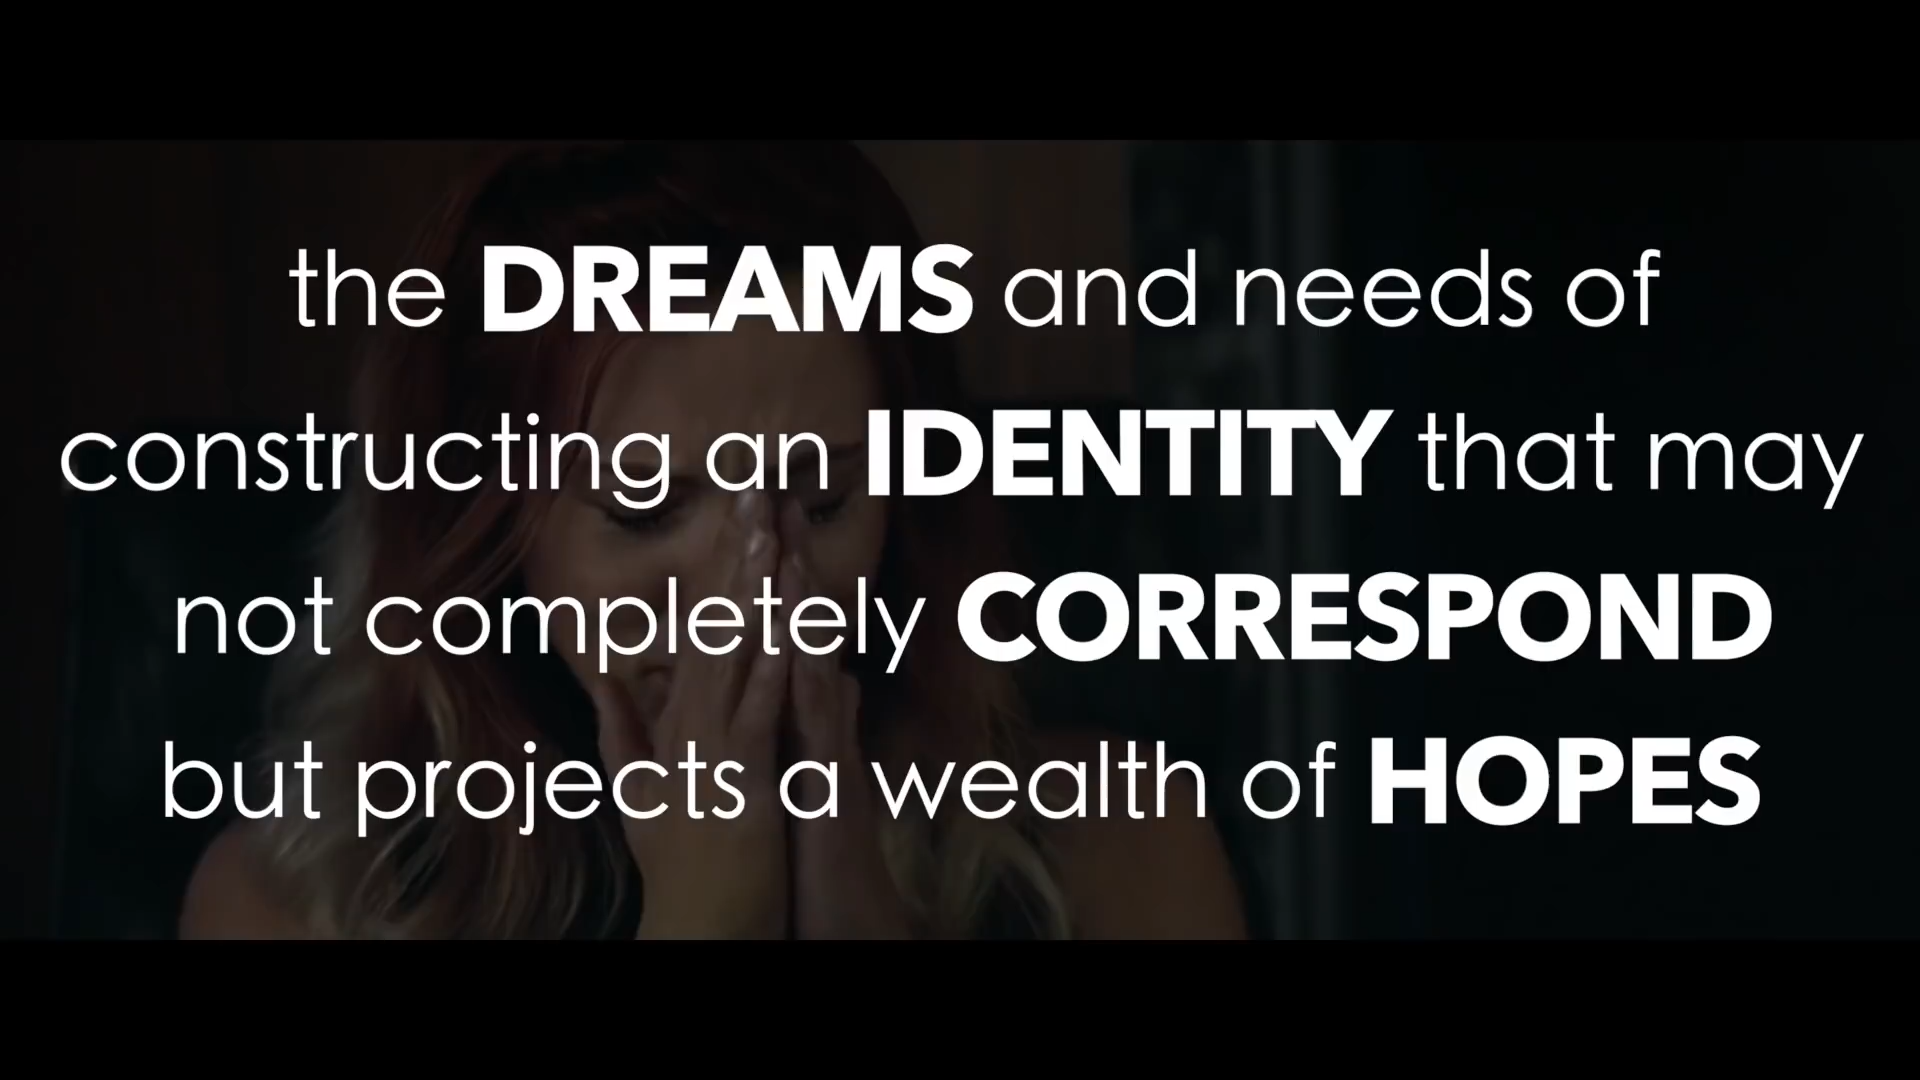 the DREAMS and needs of
constructing an IDENTITY that may
not completely CORRESPOND
but projects a wealth of HOPES